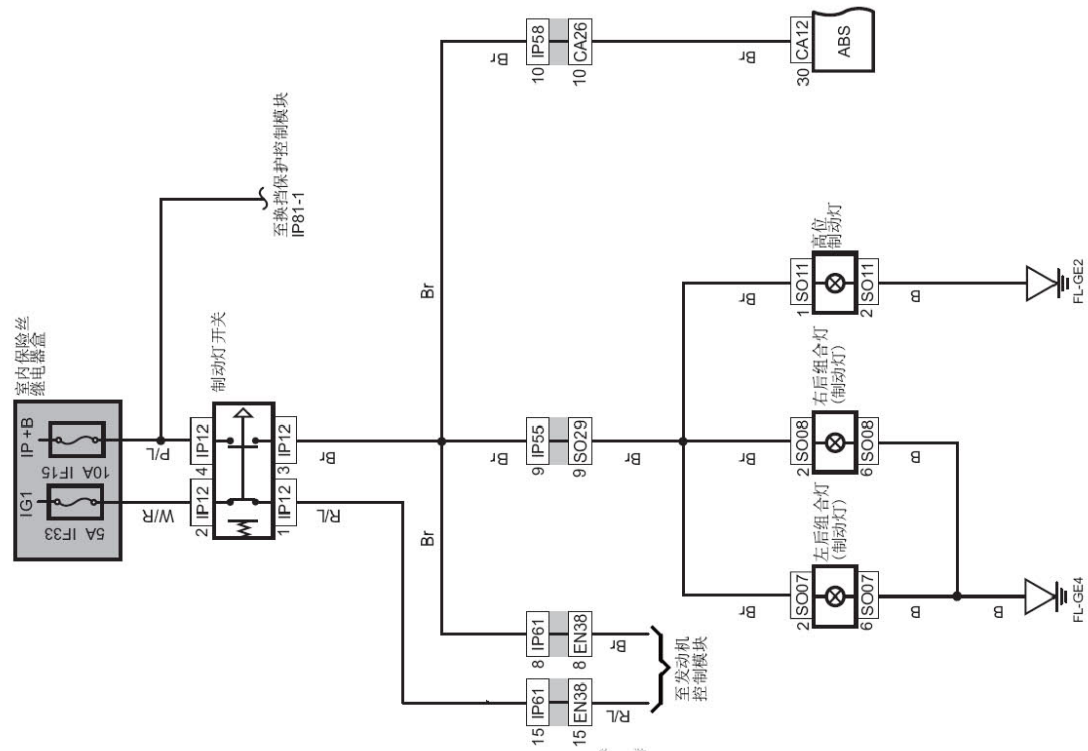 室内保险丝
继电器盒
IG1
IP +B
5A IF33
10A IF15
W/R
P/L
至换挡保护控制模块
IP81-1
制动灯开关
2 IP12
4 IP12
1 IP12
3 IP12
R/L
Br
Br
Br
Br
Br
Br
10 IP58
10 CA26
Br
30 CA12
ABS
9 IP55
9 SO29
Br
15 IP61
15 EN38
R/L
8 IP61
8 EN38
Br
至发动机
控制模块
Br
2 SO07
左后组合灯
(制动灯)
6 SO07
B
B
FL-GE4
Br
2 SO08
右后组合灯
(制动灯)
6 SO08
1 SO11
高位
制动灯
2 SO11
B
FL-GE2